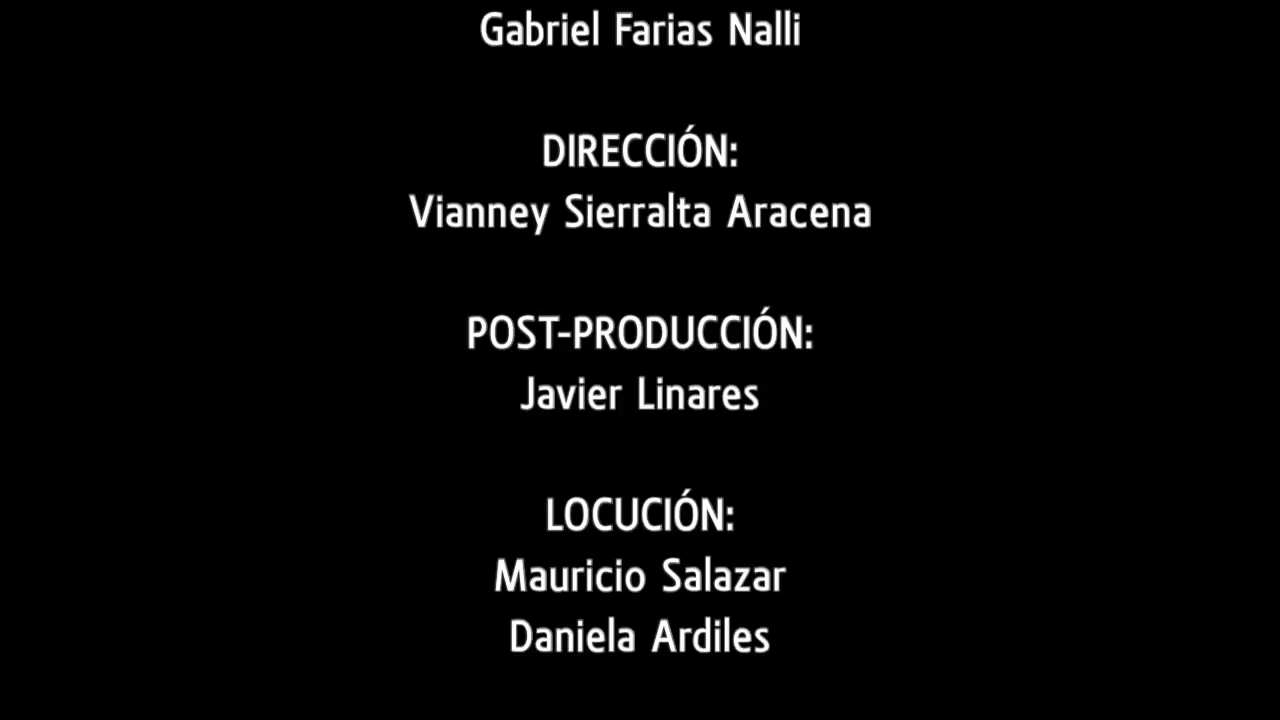 Gabriel Farias Nalli
DIRECCIÓN:
Vianney Sierralta Aracena
POST-PRODUCCIÓN:
Javier Linares
LOCUCIÓN:
Mauricio Salazar
Daniela Ardiles